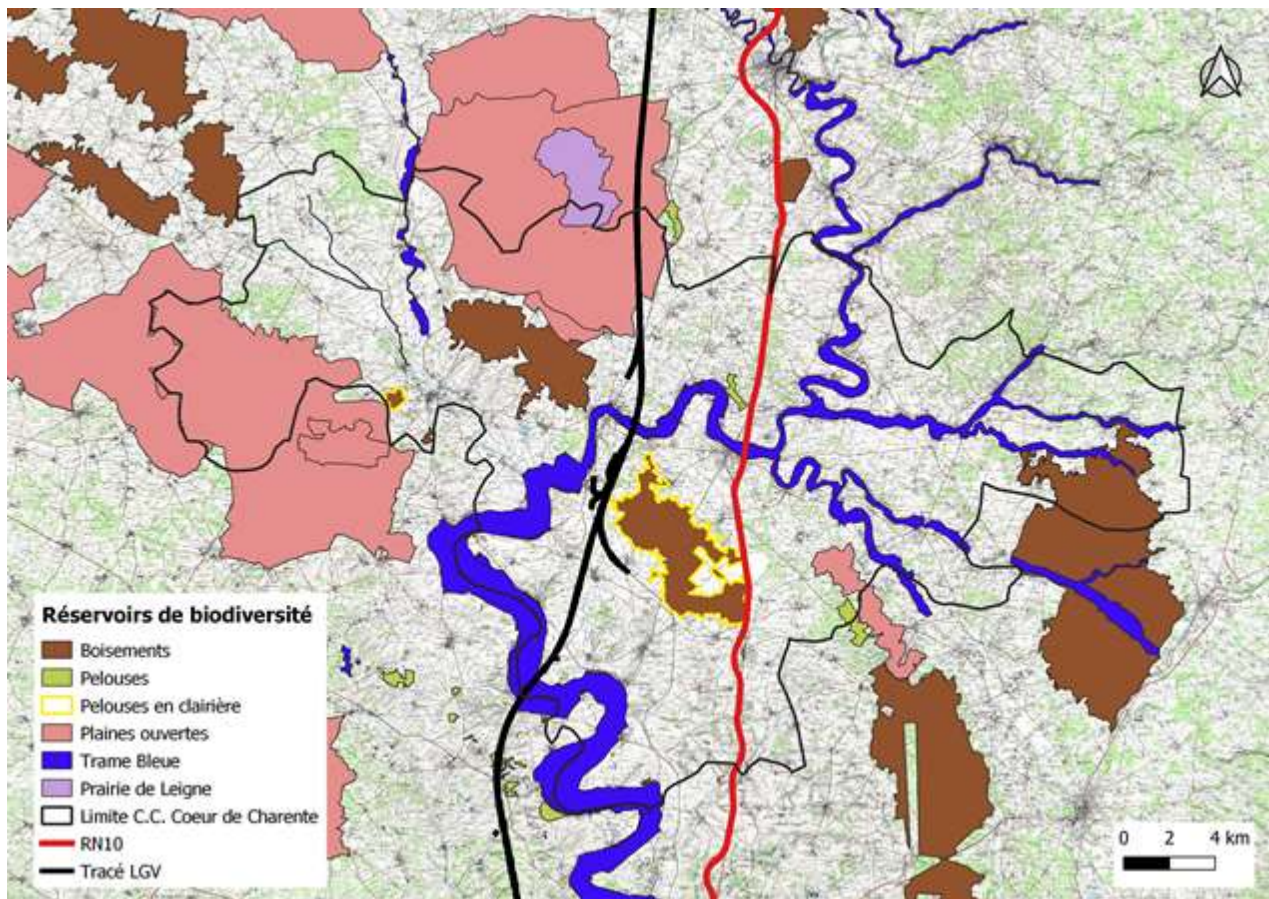 Réservoirs de biodiversité
Boisements
Pelouses
Pelouses en clairière
Plaines ouvertes
Trame Bleue
Prairie de Leigne
Limite C.C. Coeur de Charente
RN10
Tracé LGV
0 2 4 km